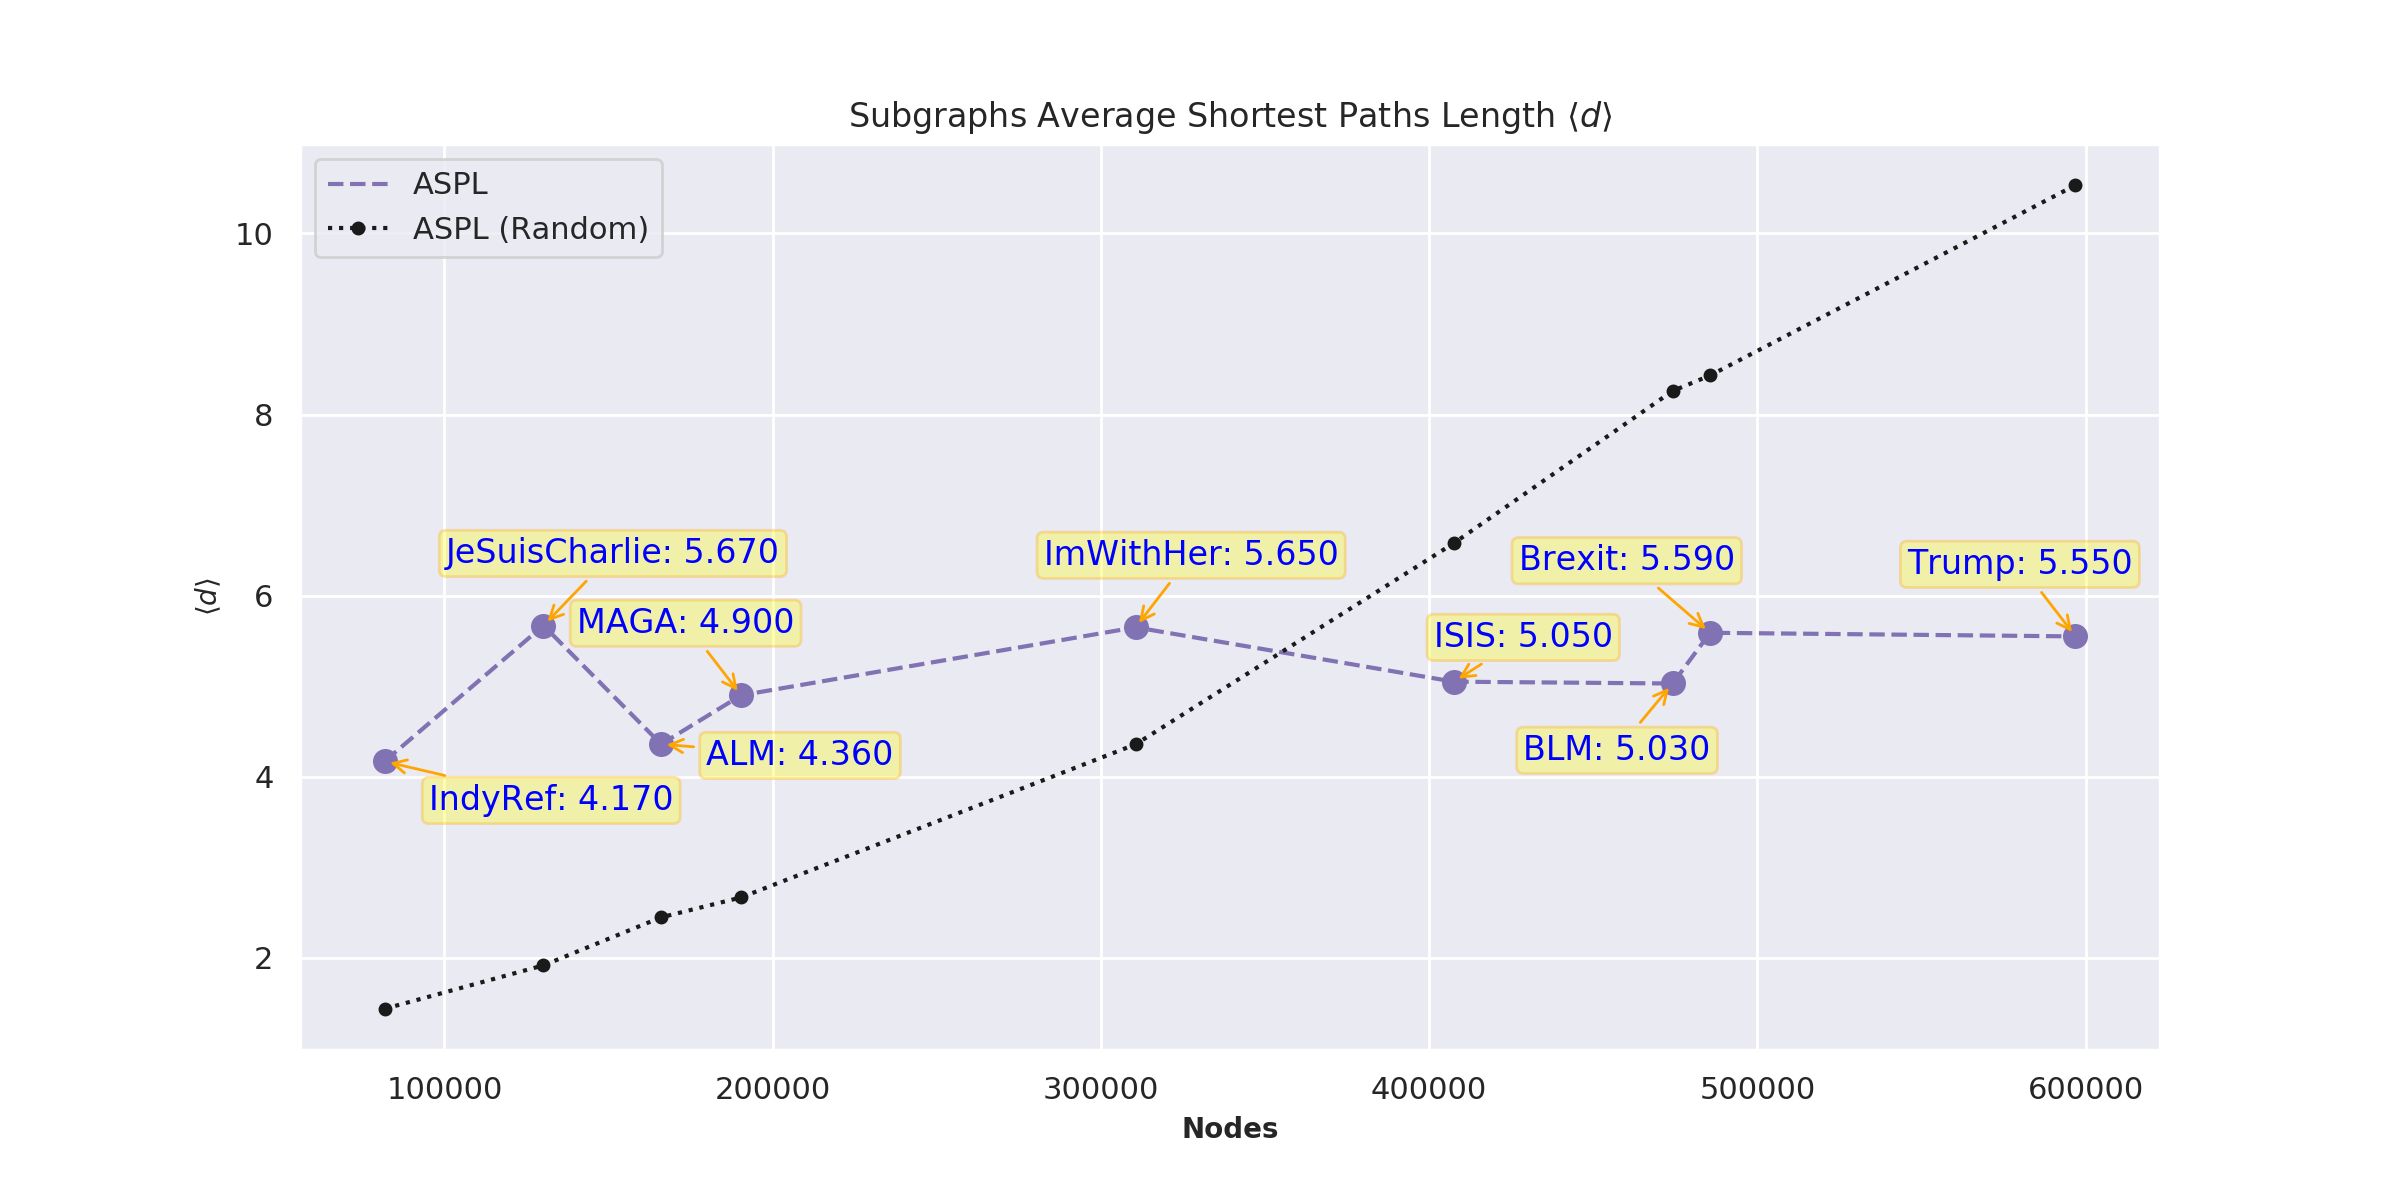 Subgraphs Average Shortest Paths Length ⟨d⟩
ASPL
ASPL (Random)
10
8
6
4
2
⟨d⟩
JeSuisCharlie: 5.670
MAGA: 4.900
ImWithHer: 5.650
Brexit: 5.590
Trump: 5.550
ISIS: 5.050
ALM: 4.360
BLM: 5.030
IndyRef: 4.170
100000 200000 300000 400000 500000 600000
Nodes